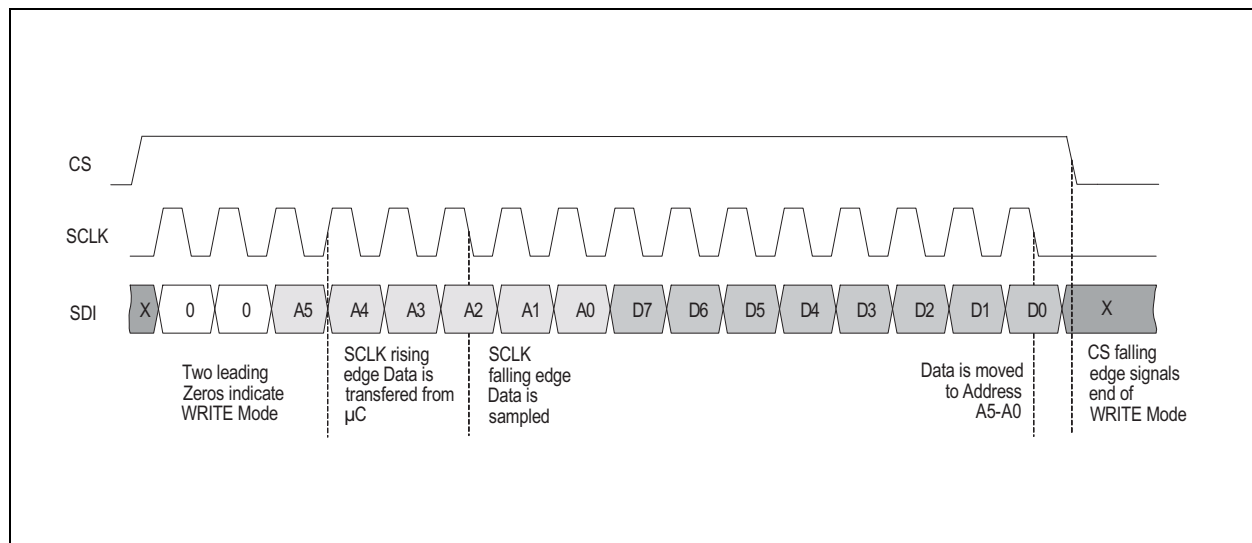 CS
SCLK
SDI
X 0 0 A5 A4 A3 A2 A1 A0 D7 D6 D5 D4 D3 D2 D1 D0 X
Two leading
Zeros indicate
WRITE Mode
SCLK rising
edge Data is
transfered from
µC
SCLK
falling edge
Data is
sampled
Data is moved
to Address
A5-A0
CS falling
edge signals
end of
WRITE Mode